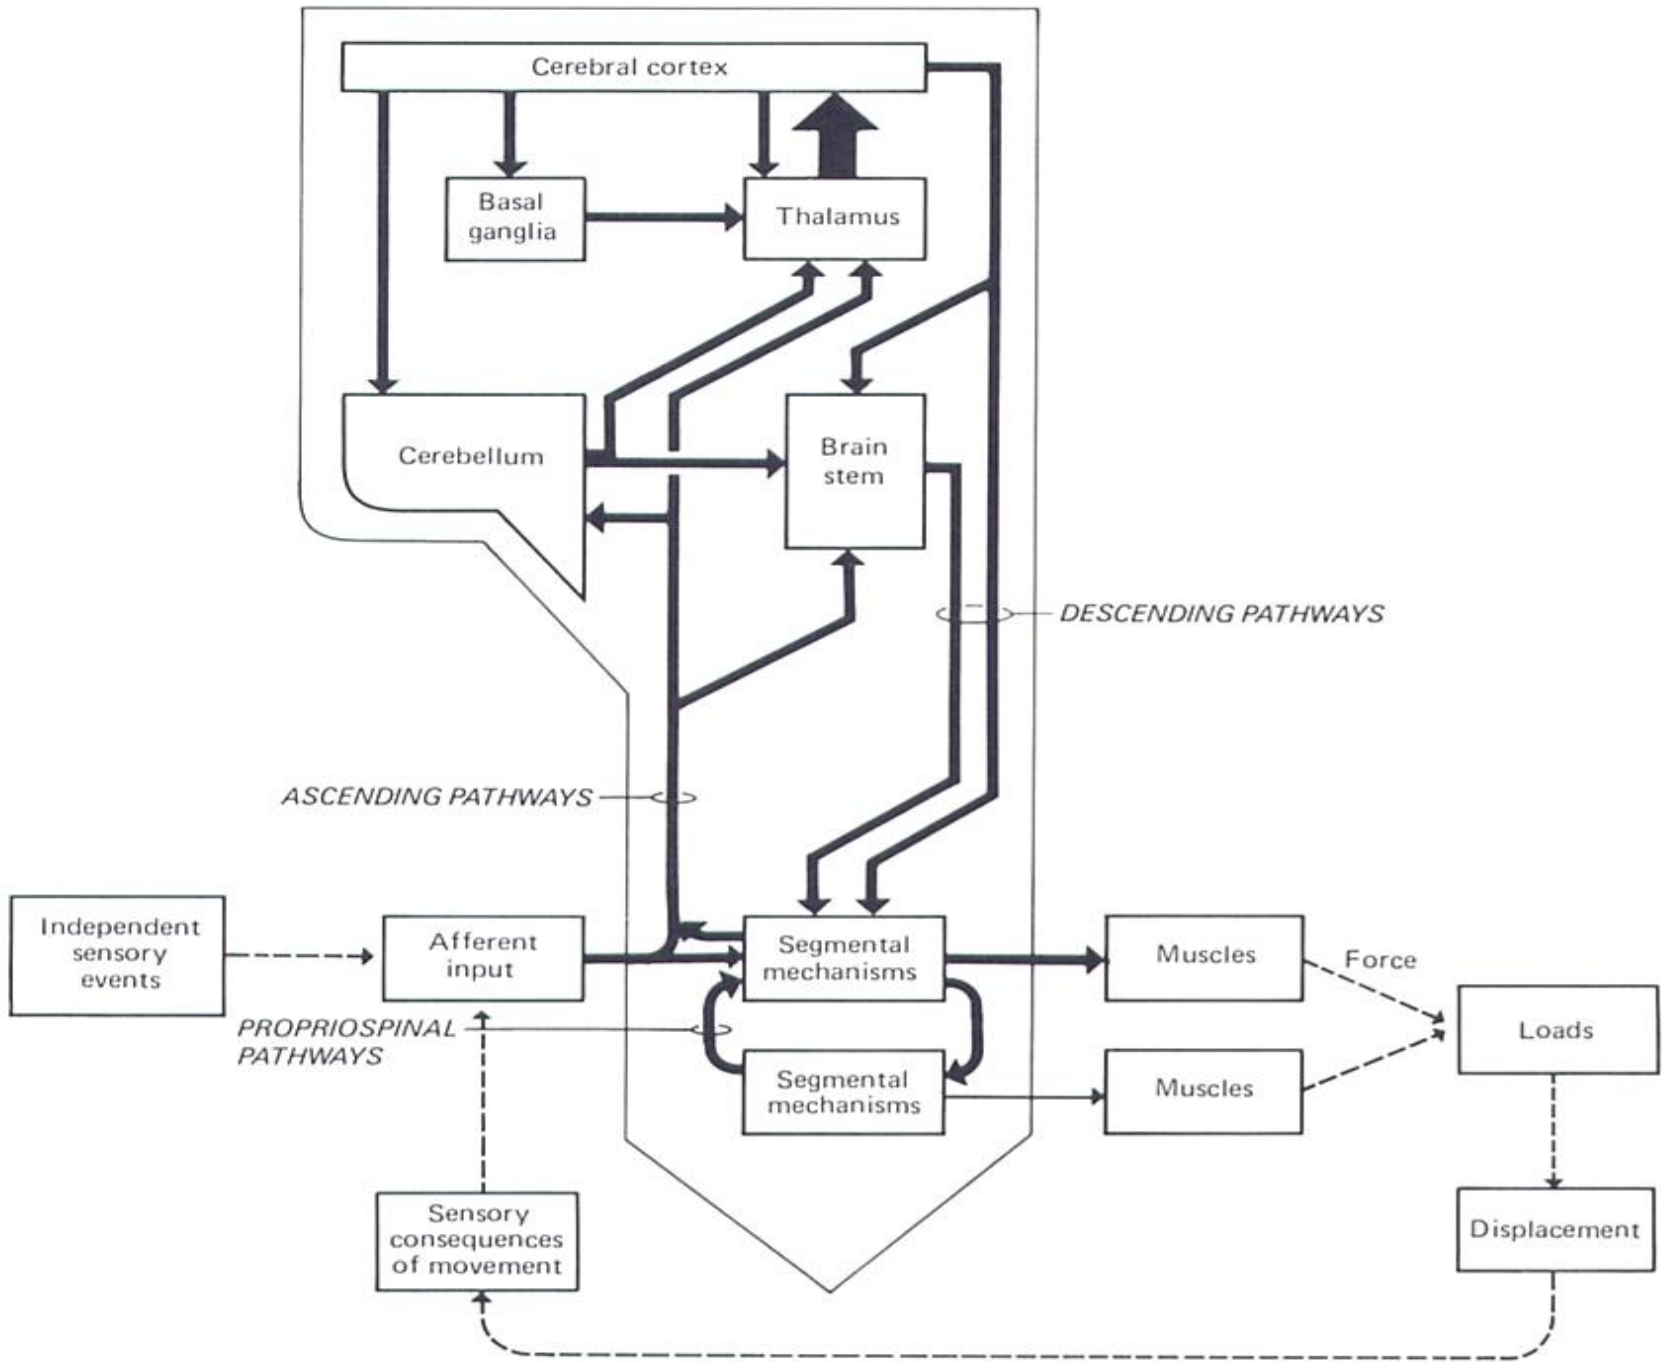 Cerebral cortex
Basal
ganglia
Thalamus
Cerebellum
Brain
stem
DESCENDING PATHWAYS
ASCENDING PATHWAYS
Independent
sensory
events
Afferent
input
Segmental
mechanisms
Muscles
Force
Loads
PROPRIOSPINAL
PATHWAYS
Segmental
mechanisms
Muscles
Sensory
consequences
of movement
Displacement